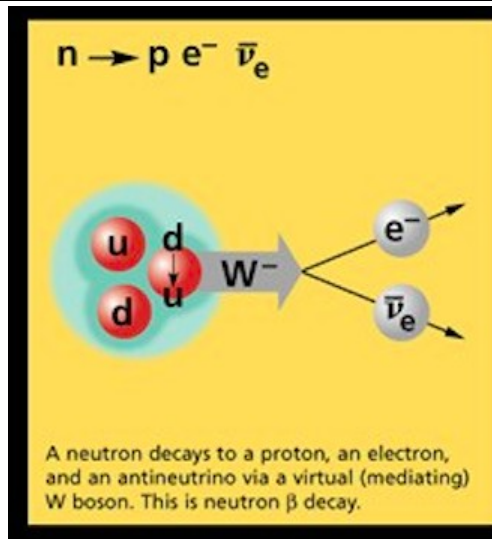 n → p e⁻ ν̅ₑ
u d
W⁻
e⁻
u
d
ν̅ₑ
A neutron decays to a proton, an electron,
and an antineutrino via a virtual (mediating)
W boson. This is neutron β decay.